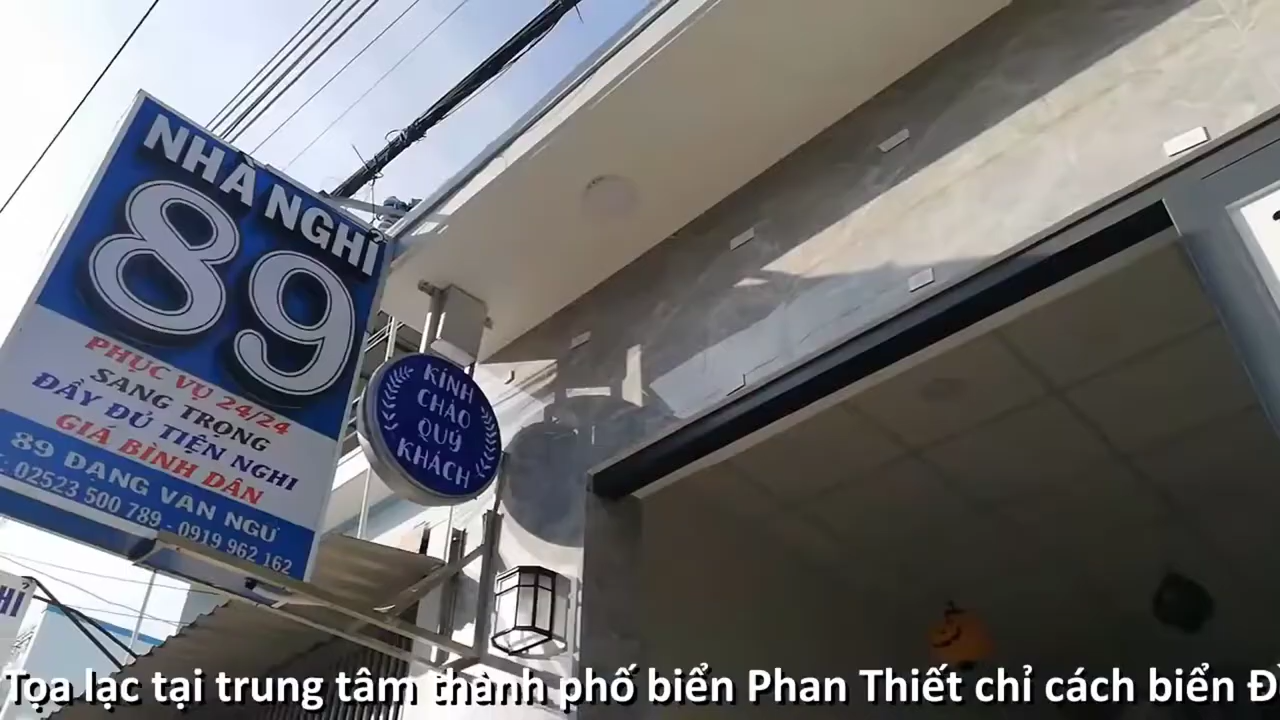 NHÀ NGHỈ
89
PHỤC VỤ 24/24
SANG TRỌNG
ĐẦY ĐỦ TIỆN NGHI
GIÁ BÌNH DÂN
89 ĐẶNG VĂN NGỮ
02523 500 789 - 0919 962 162
KÍNH
CHÀO
QUÝ
KHÁCH
Tọa lạc tại trung tâm thành phố biển Phan Thiết chỉ cách biển Đ